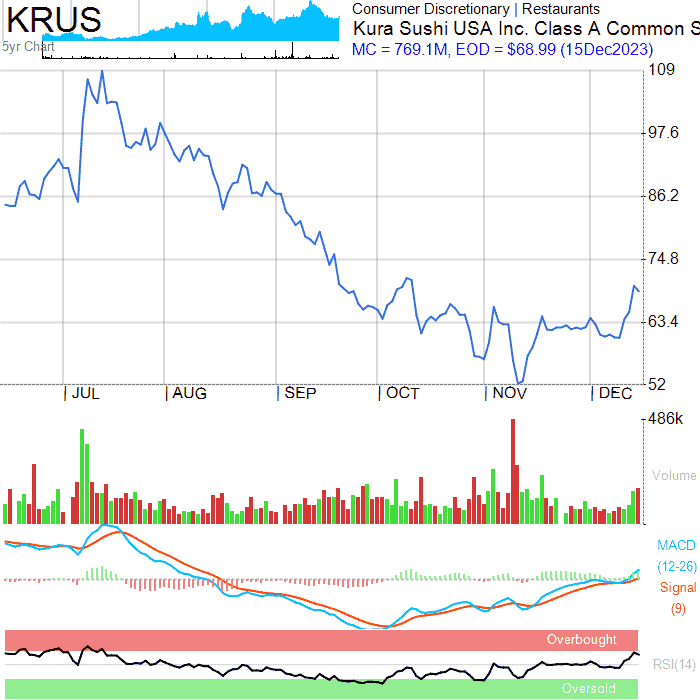 KRUS
5yr Chart
Consumer Discretionary | Restaurants
Kura Sushi USA Inc. Class A Common S
MC = 769.1M, EOD = $68.99 (15Dec2023)
109
97.6
86.2
74.8
63.4
52
JUL
AUG
SEP
OCT
NOV
DEC
486k
Volume
MACD
(12-26)
Signal
(9)
Overbought
RSI(14)
Oversold